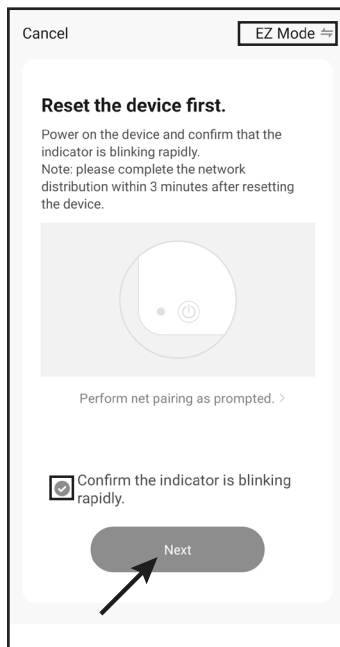 Cancel
EZ Mode
Reset the device first.
Power on the device and confirm that the
indicator is blinking rapidly.
Note: please complete the network
distribution within 3 minutes after resetting
the device.
Perform net pairing as prompted. >
Confirm the indicator is blinking
rapidly.
Next